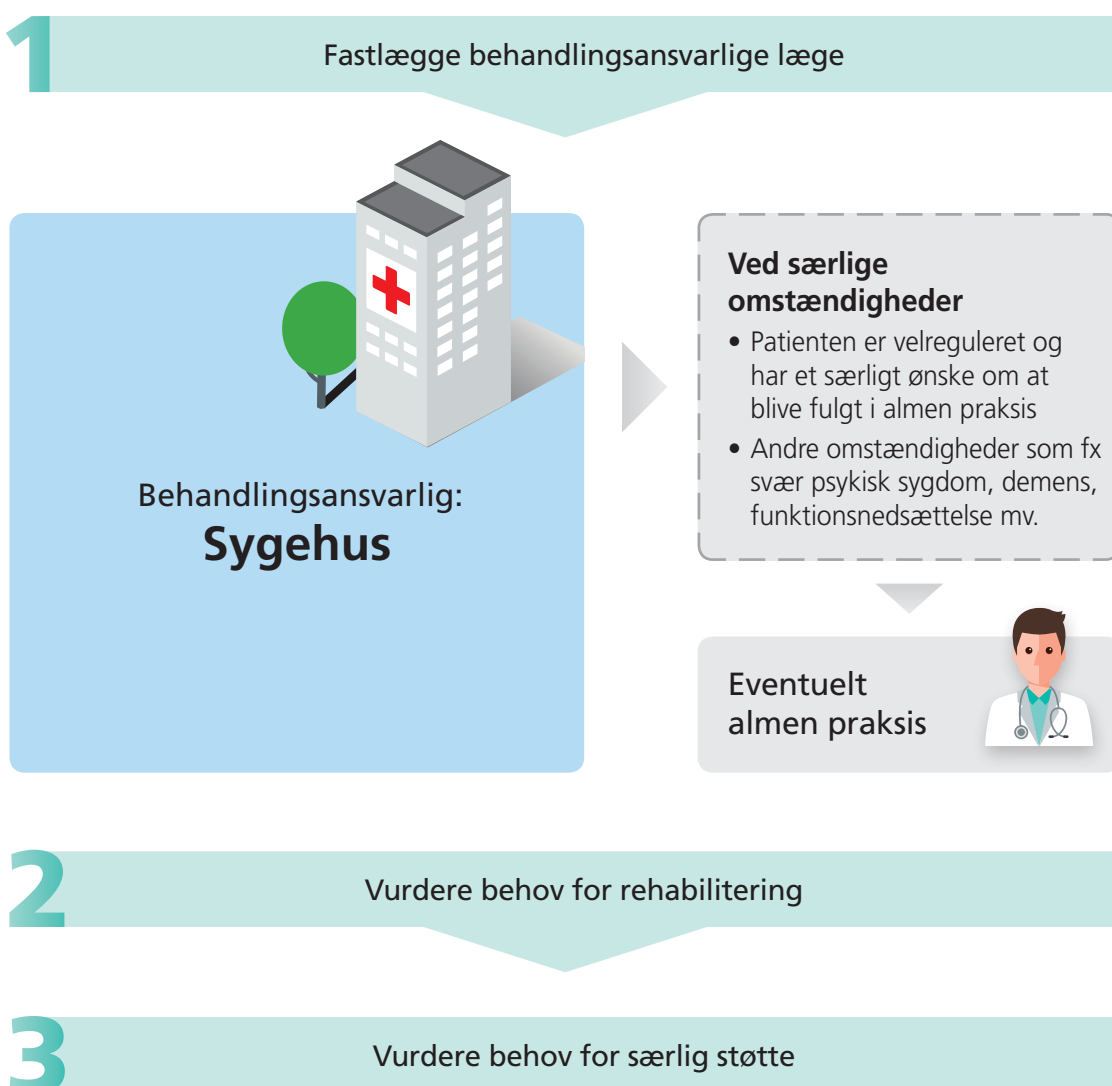 1
Fastlægge behandlingsansvarlige læge
Behandlingsansvarlig:
Sygehus
Ved særlige
omstændigheder
• Patienten er velreguleret og
har et særligt ønske om at
blive fulgt i almen praksis
• Andre omstændigheder som fx
svær psykisk sygdom, demens,
funktionsnedsættelse mv.
Eventuelt
almen praksis
2
Vurdere behov for rehabilitering
3
Vurdere behov for særlig støtte